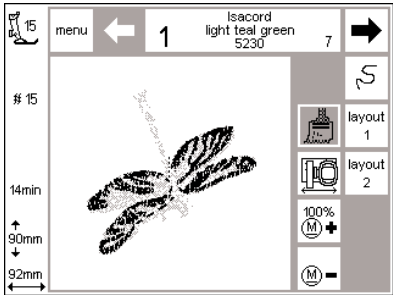 15
menu
1
Isacord
light teal green
5230
7
# 15
layout
1
layout
2
14min
100%
M +
90mm
M -
92mm